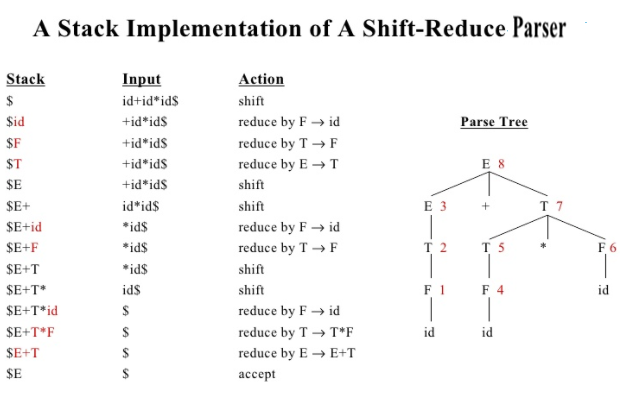 A Stack Implementation of A Shift-Reduce Parser
Stack Input Action
$ id+id*id$ shift
$id +id*id$ reduce by F → id
$F +id*id$ reduce by T → F
$T +id*id$ reduce by E → T
$E +id*id$ shift
$E+ id*id$ shift
$E+id *id$ reduce by F → id
$E+F *id$ reduce by T → F
$E+T *id$ shift
$E+T* id$ shift
$E+T*id $ reduce by F → id
$E+T*F $ reduce by T → T*F
$E+T $ reduce by E → E+T
$E $ accept
Parse Tree
E 8
E 3 + T 7
T 2 T 5 * F 6
F 1 F 4 id
id id